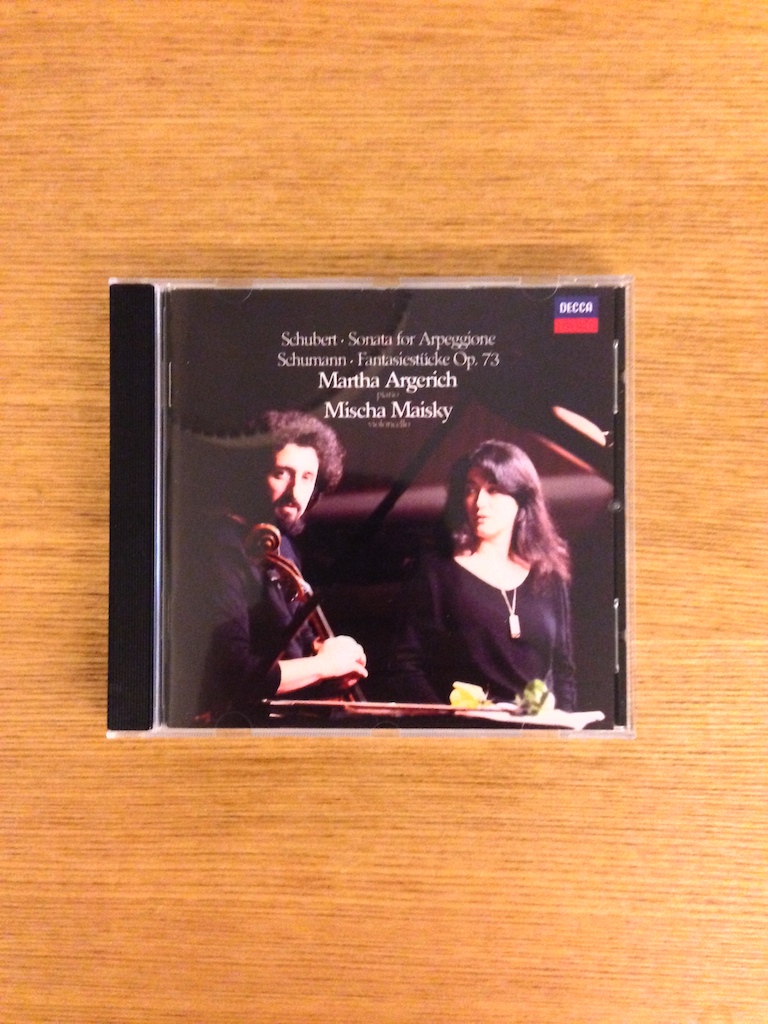 DECCA
Schubert · Sonata for Arpeggione
Schumann · Fantasiestücke Op. 73
Martha Argerich
piano
Mischa Maisky
violoncello